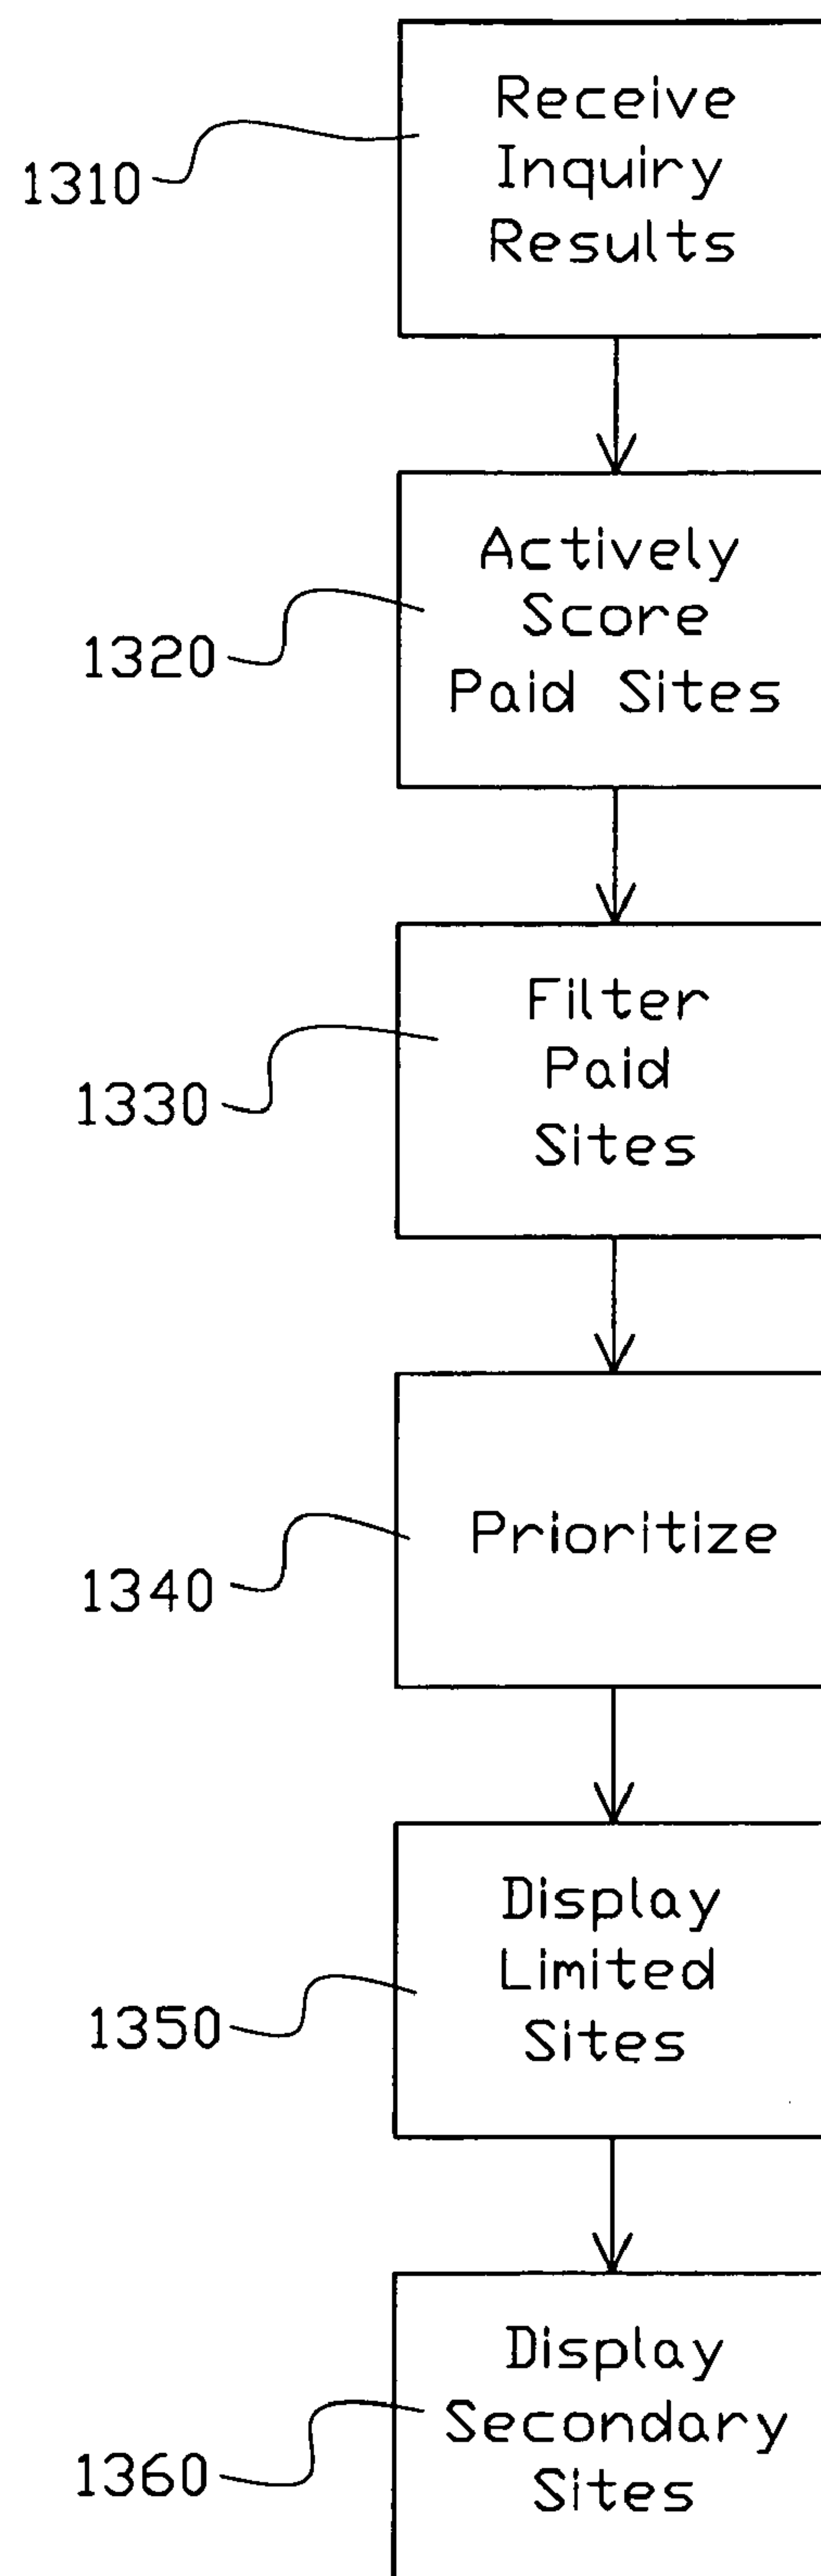 Receive
Inquiry
Results
1310
Actively
Score
Paid Sites
1320
Filter
Paid
Sites
1330
Prioritize
1340
Display
Limited
Sites
1350
Display
Secondary
Sites
1360